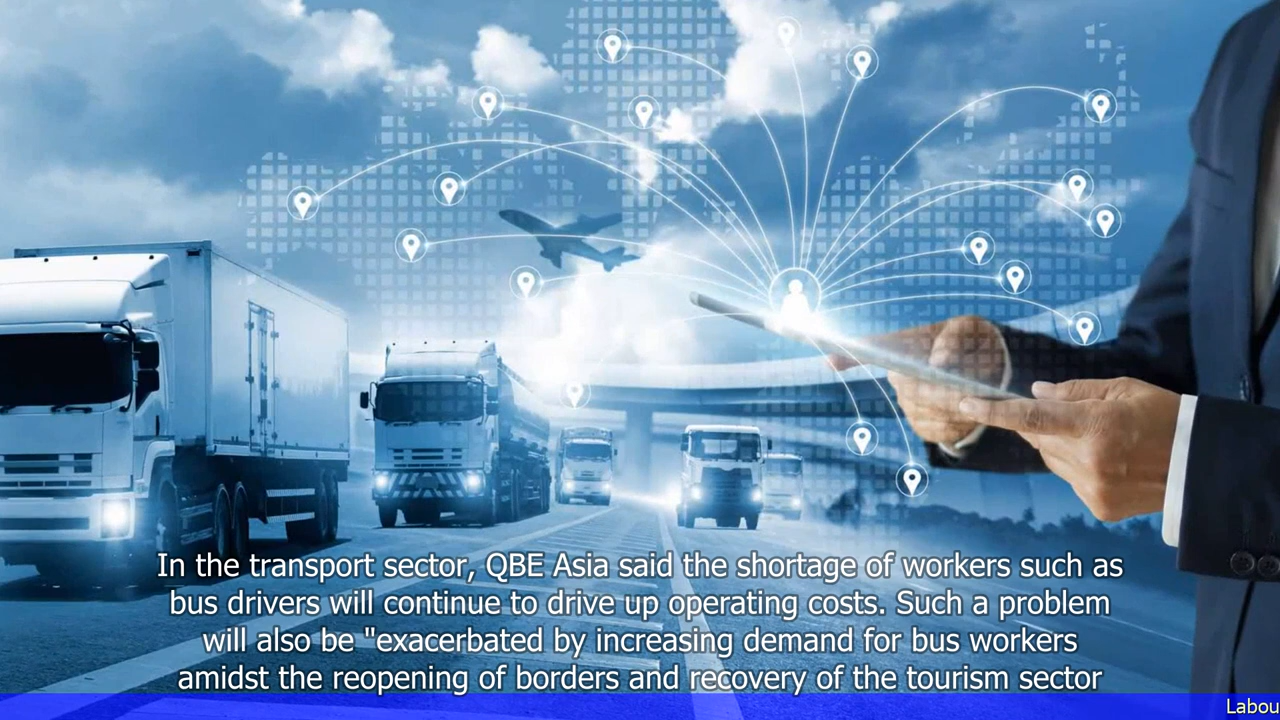 In the transport sector, QBE Asia said the shortage of workers such as
bus drivers will continue to drive up operating costs. Such a problem
will also be "exacerbated by increasing demand for bus workers
amidst the reopening of borders and recovery of the tourism sector
Labou